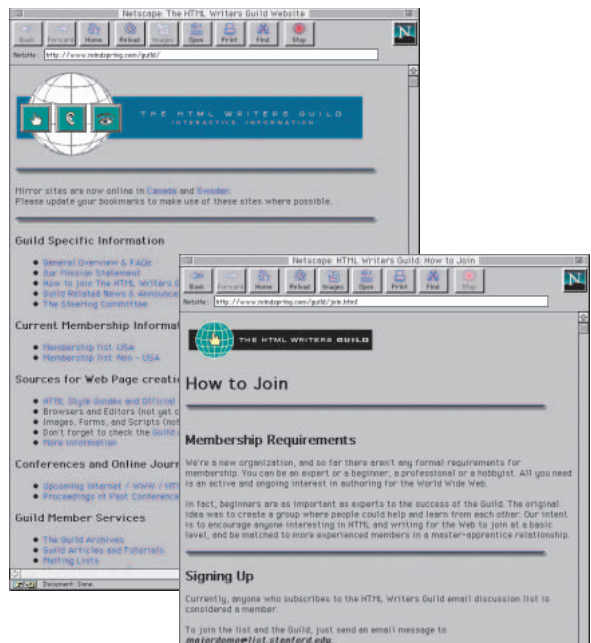 Netscape: The HTML Writers Guild Website
Back Forward Home Reload Images Open Print Find Stop
Netsite: http://www.mindspring.com/guild/
N
THE HTML WRITERS GUILD
INTERACTIVE INFORMATION
Mirror sites are now online in Canada and Sweden.
Please update your bookmarks to make use of these sites where possible.
Guild Specific Information
General Overview & FAQs
Our Mission Statement
How to join The HTML Writers G
Guild Related News & Announce
The Steering Committee
Current Membership Informat
Membership list: USA
Membership list: Non - USA
Sources for Web Page creati
HTML Style Guides and Official
Browsers and Editors (not yet c
Images, Forms, and Scripts (not
Don't forget to check the Guild
More information
Conferences and Online Journ
Upcoming Internet / WWW / HT
Proceedings of Past Conference
Guild Member Services
The Guild Archives
Guild Articles and Tutorials
Mailing Lists
Document: Done.
Netscape: HTML Writers Guild: How to Join
Back Forward Home Reload Images Open Print Find Stop
Netsite: http://www.mindspring.com/guild/join.html
N
THE HTML WRITERS GUILD
How to Join
Membership Requirements
We're a new organization, and so far there aren't any formal requirements for
membership. You can be an expert or a beginner, a professional or a hobbyist. All you need
is an active and ongoing interest in authoring for the World Wide Web.
In fact, beginners are as important as experts to the success of the Guild. The original
idea was to create a group where people could help and learn from each other. Our intent
is to encourage anyone interesting in HTML and writing for the Web to join at a basic
level, and be matched to more experienced members in a master-apprentice relationship.
Signing Up
Currently, anyone who subscribes to the HTML Writers Guild email discussion list is
considered a member.
To join the list and the Guild, just send an email message to
majordomo@list.stanford.edu